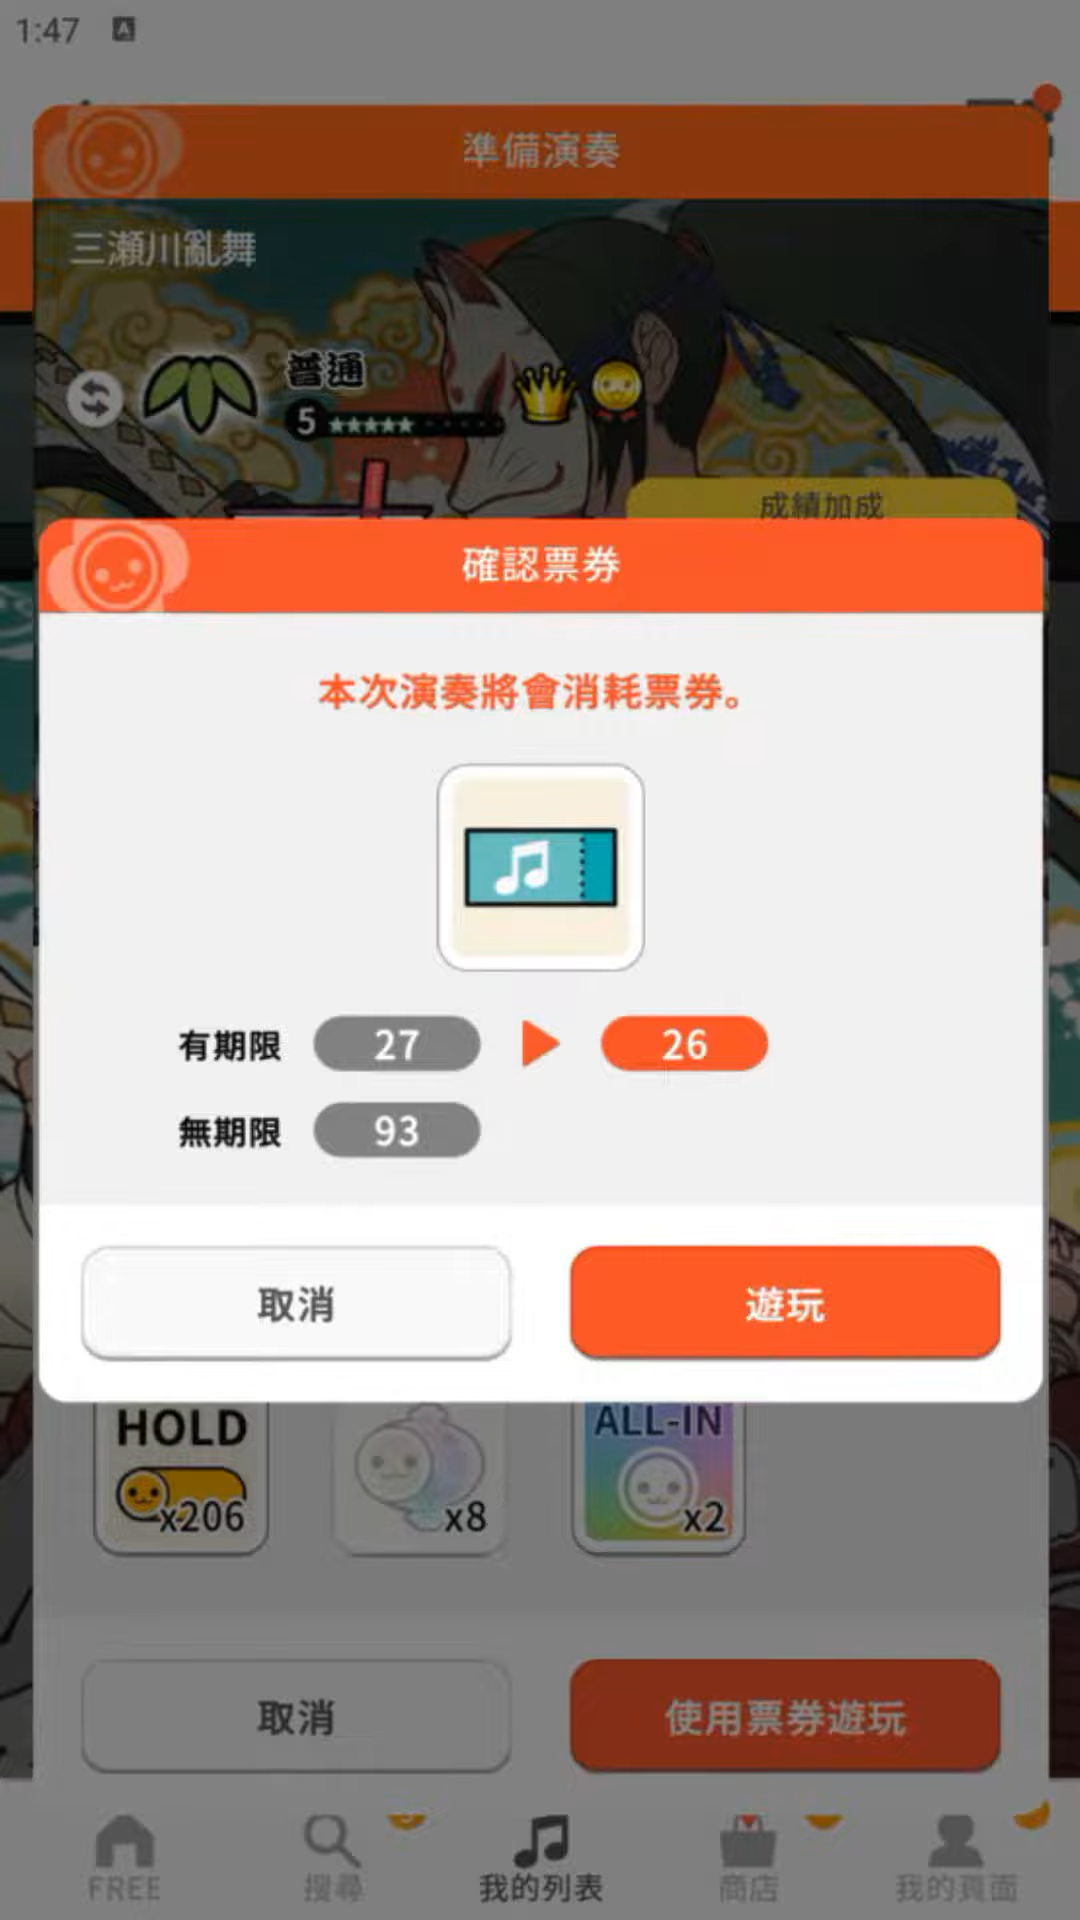 1:47
A
準備演奏
三瀬川亂舞
普通
5 ★★★★★
成績加成
確認票券
本次演奏將會消耗票券。
有期限 27 ▶ 26
無期限 93
取消 遊玩
HOLD ALL-IN
x206 x8 x2
取消 使用票券遊玩
FREE 搜尋 我的列表 商店 我的頁面